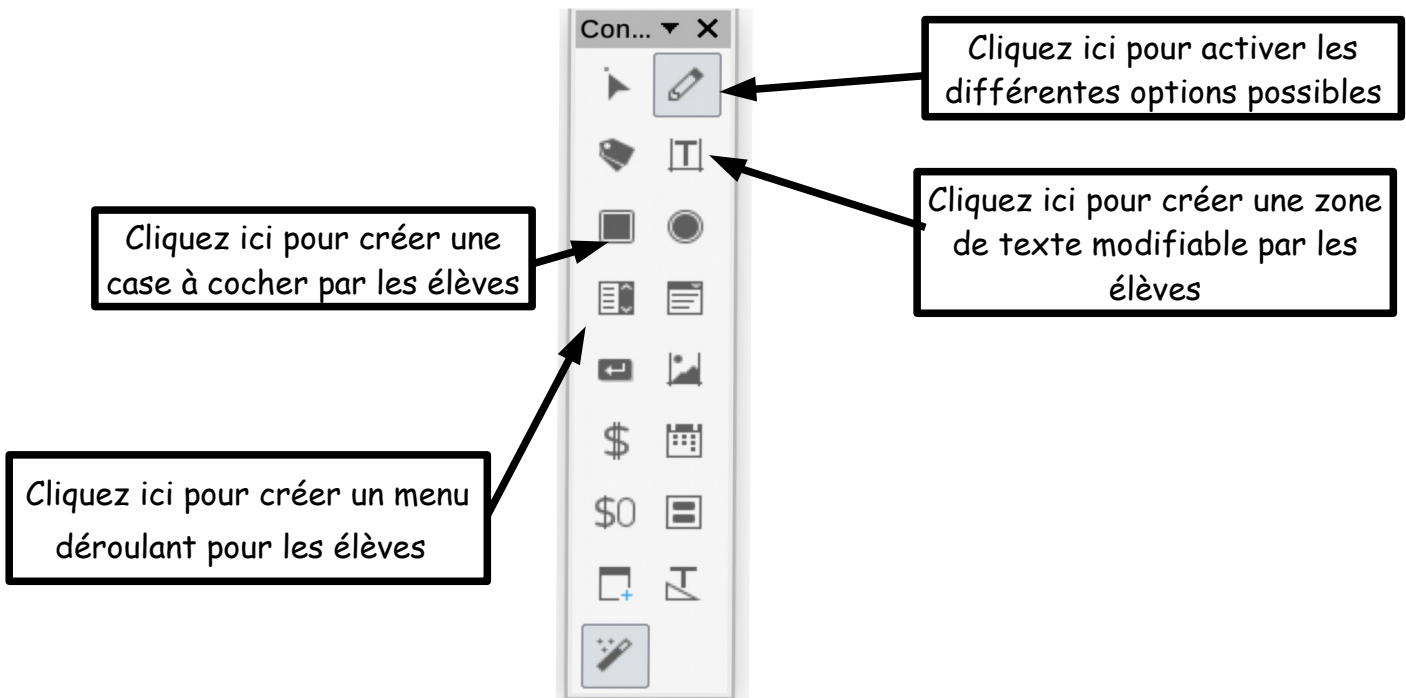 Con...
Cliquez ici pour activer les
différentes options possibles
Cliquez ici pour créer une zone
de texte modifiable par les
élèves
Cliquez ici pour créer une
case à cocher par les élèves
Cliquez ici pour créer un menu
déroulant pour les élèves
T
$
$0
T